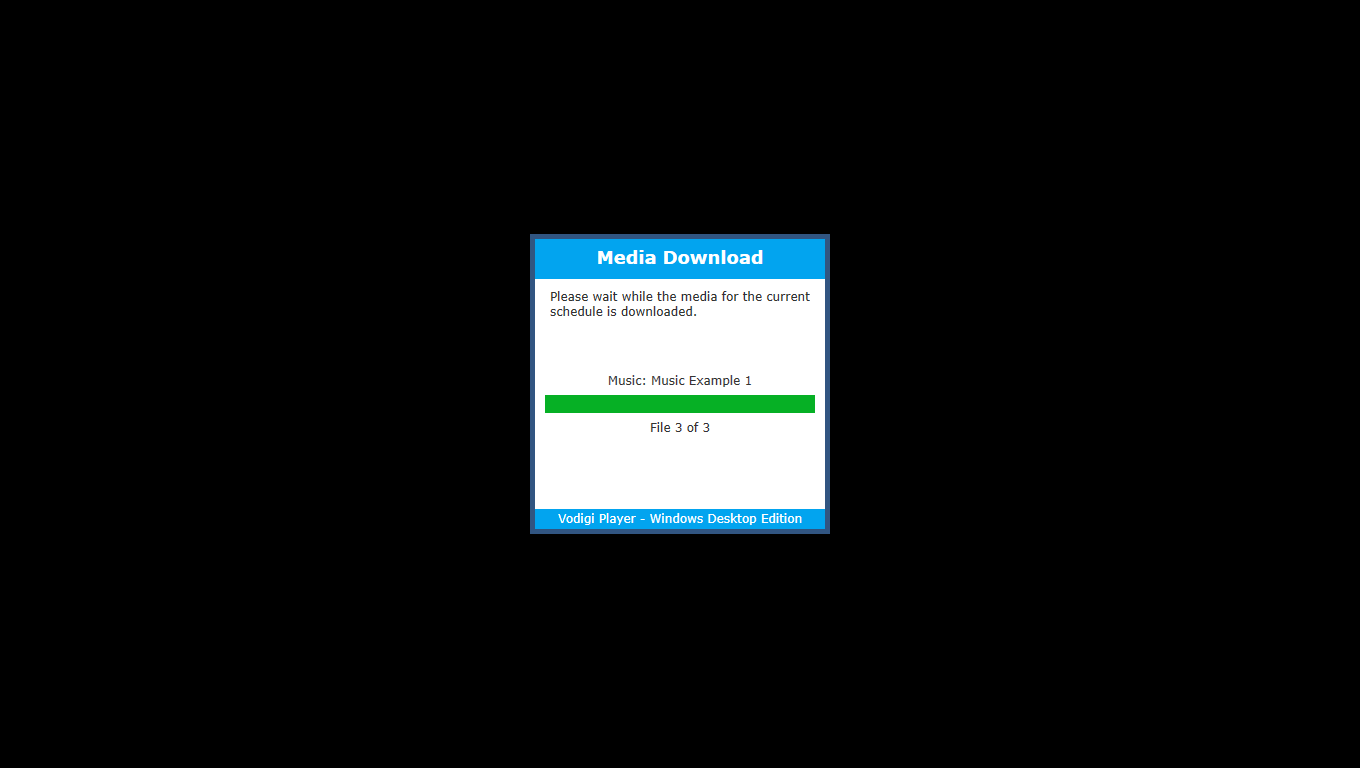 Media Download
Please wait while the media for the current
schedule is downloaded.
Music: Music Example 1
File 3 of 3
Vodigi Player - Windows Desktop Edition